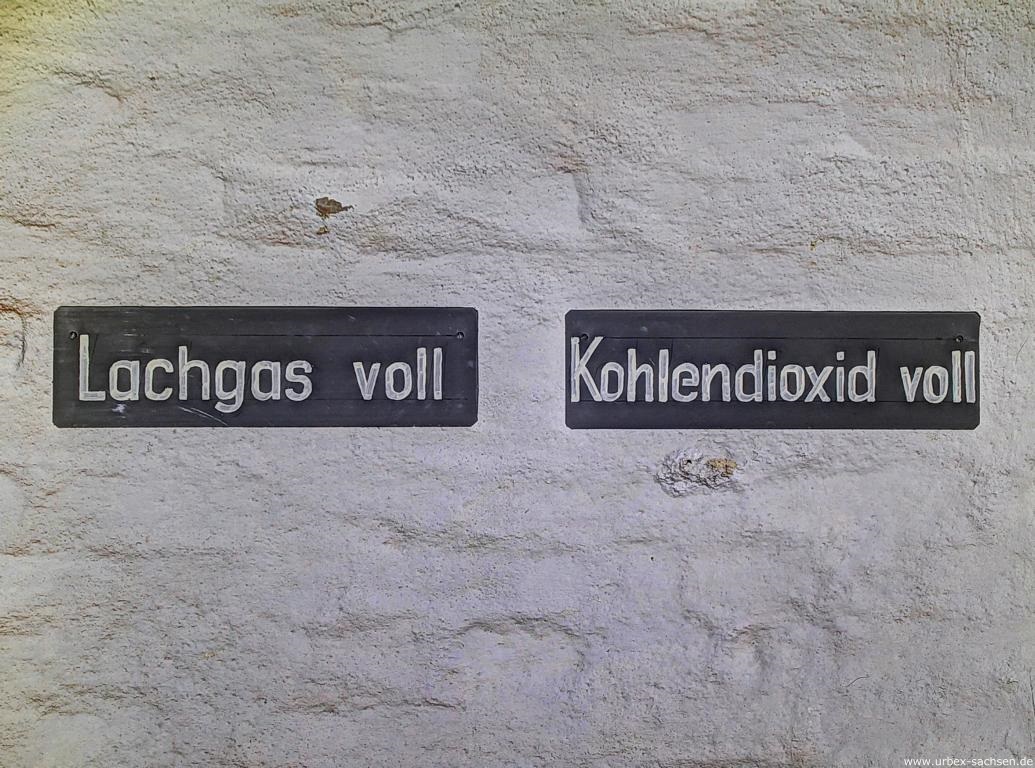 Lachgas voll
Kohlendioxid voll
www.urbex-sachsen.de